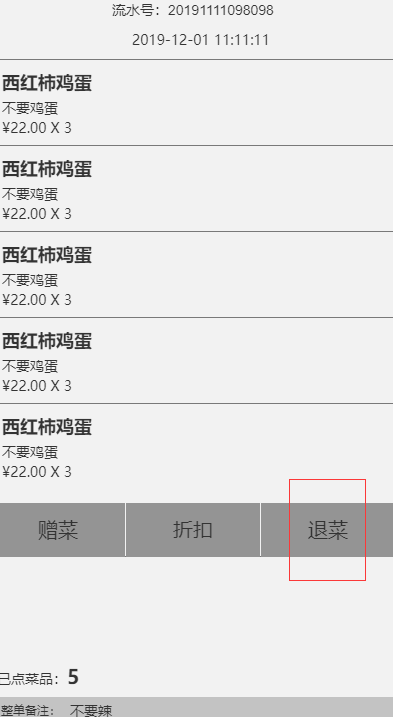 流水号：20191111098098
2019-12-01 11:11:11
西红柿鸡蛋
不要鸡蛋
¥22.00 X 3
西红柿鸡蛋
不要鸡蛋
¥22.00 X 3
西红柿鸡蛋
不要鸡蛋
¥22.00 X 3
西红柿鸡蛋
不要鸡蛋
¥22.00 X 3
西红柿鸡蛋
不要鸡蛋
¥22.00 X 3
赠菜 折扣 退菜
已点菜品：5
整单备注： 不要辣